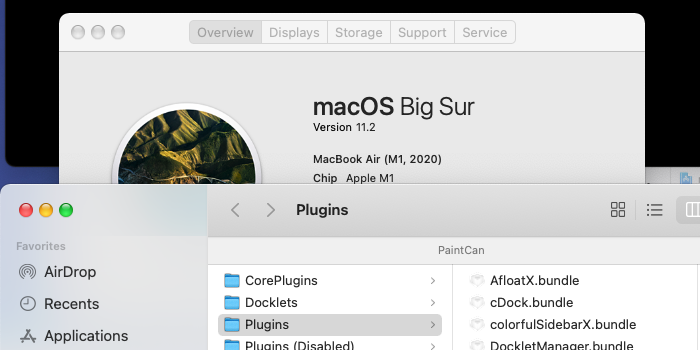 Overview Displays Storage Support Service
macOS Big Sur
Version 11.2
MacBook Air (M1, 2020)
Chip Apple M1
Plugins
Favorites
AirDrop
Recents
Applications
PaintCan
CorePlugins
Docklets
Plugins
Plugins (Disabled)
AfloatX.bundle
cDock.bundle
colorfulSidebarX.bundle
DockletManager.bundle